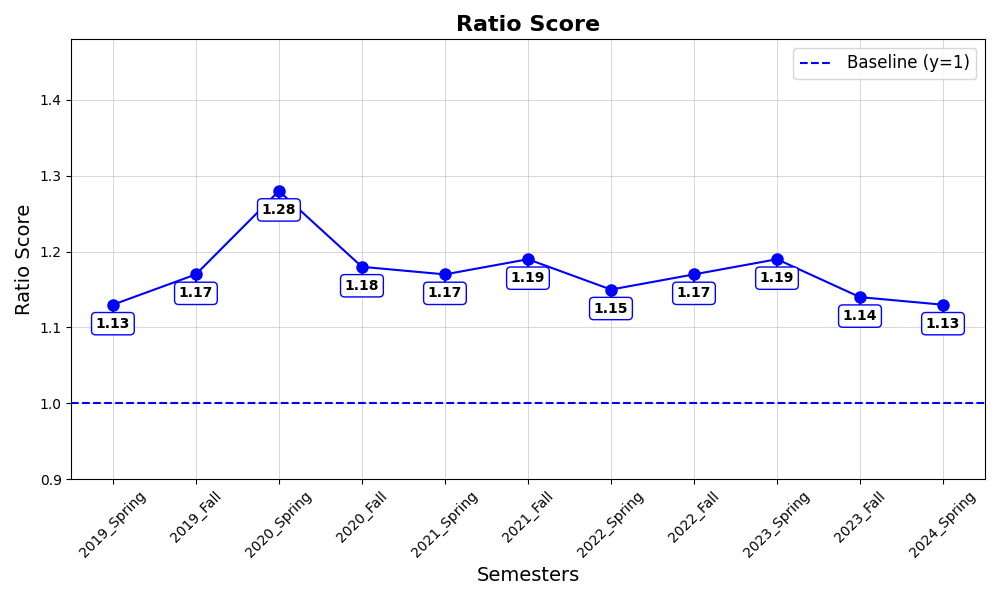 Ratio Score
Baseline (y=1)
Ratio Score
1.4
1.3
1.2
1.1
1.0
0.9
1.13
1.17
1.28
1.18
1.17
1.19
1.15
1.17
1.19
1.14
1.13
2019_Spring
2019_Fall
2020_Spring
2020_Fall
2021_Spring
2021_Fall
2022_Spring
2022_Fall
2023_Spring
2023_Fall
2024_Spring
Semesters